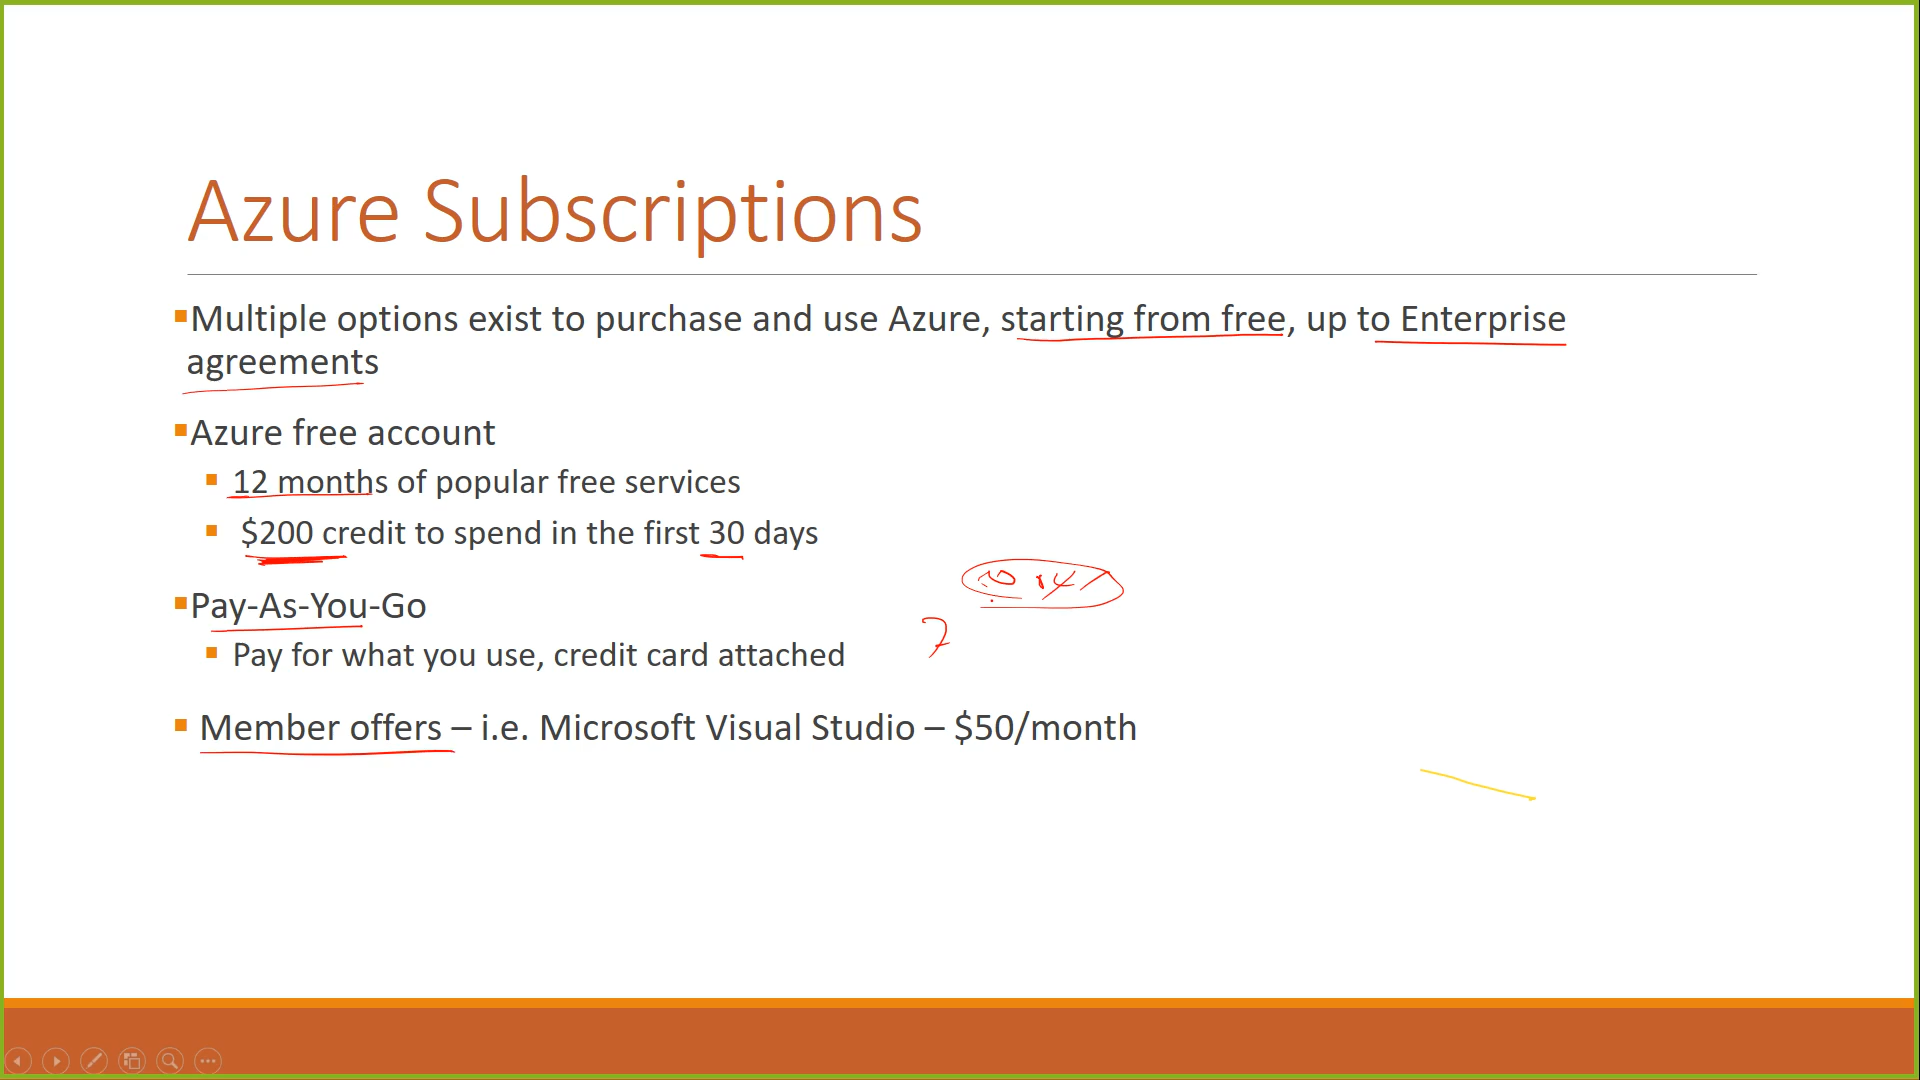 Azure Subscriptions
Multiple options exist to purchase and use Azure, starting from free, up to Enterprise
agreements
Azure free account
12 months of popular free services
$200 credit to spend in the first 30 days
Pay-As-You-Go
Pay for what you use, credit card attached
Member offers – i.e. Microsoft Visual Studio – $50/month